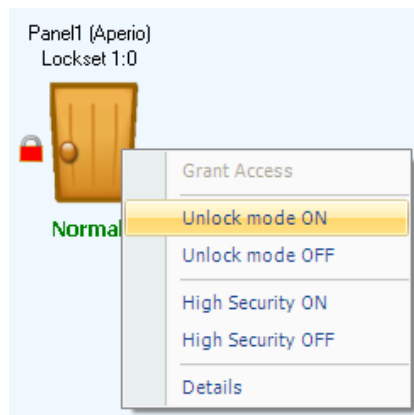 Panel1 (Aperio)
Lockset 1:0
Normal
Grant Access
Unlock mode ON
Unlock mode OFF
High Security ON
High Security OFF
Details